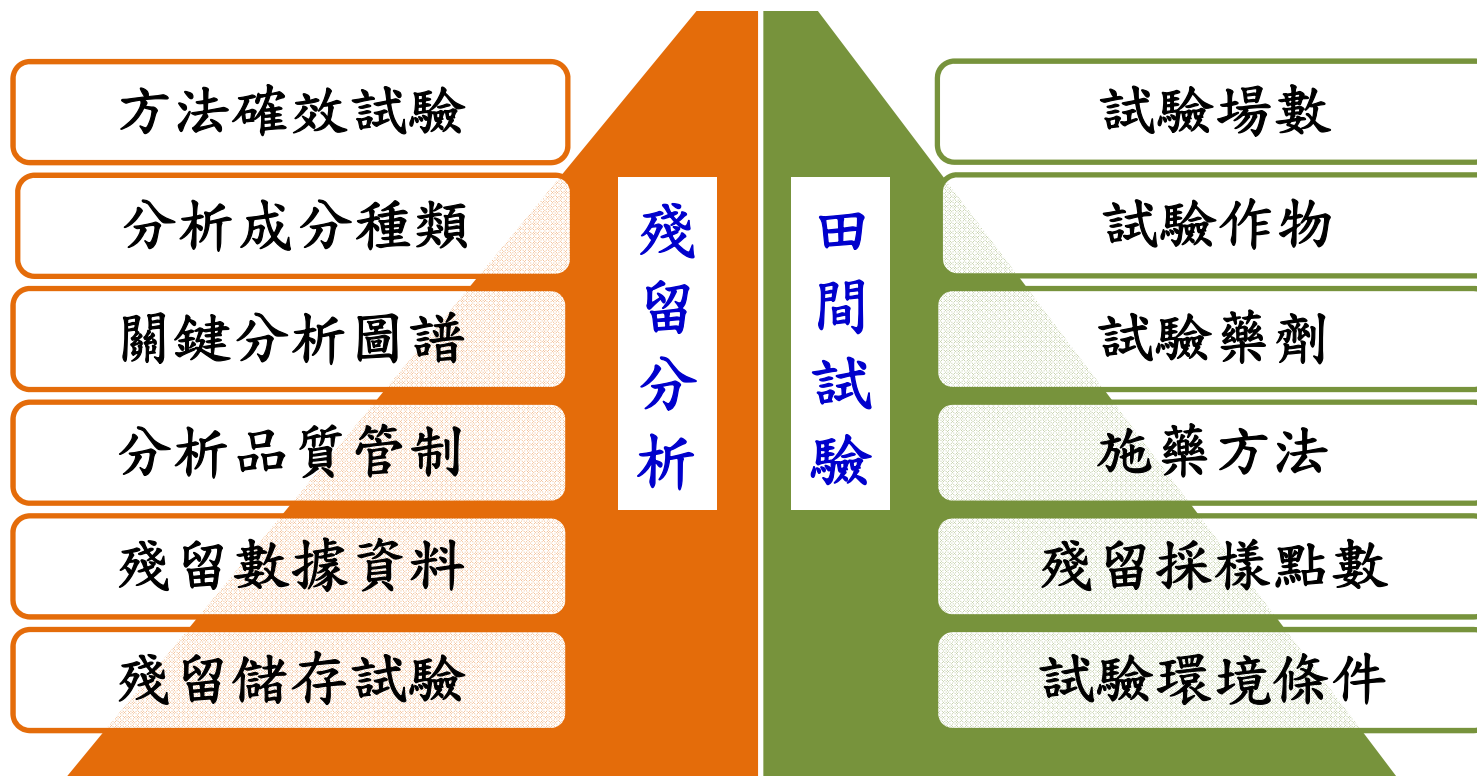 方法確效試驗
分析成分種類
關鍵分析圖譜
分析品質管制
殘留數據資料
殘留儲存試驗
殘留分析
田間試驗
試驗場數
試驗作物
試驗藥劑
施藥方法
殘留採樣點數
試驗環境條件